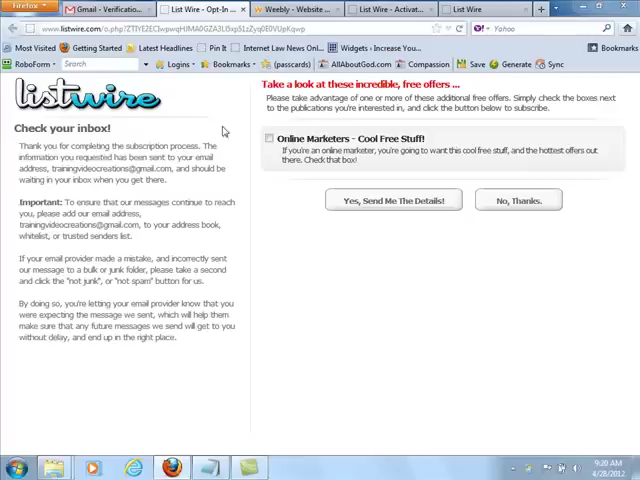 Firefox
Gmail - Verificatio...
List Wire - Opt-In ...
Weebly - Website ...
List Wire - Activat...
List Wire
www.listwire.com/o.php?
Yahoo
Most Visited
Getting Started
Latest Headlines
Pin It
Internet Law News On...
Widgets « Increase You...
Bookmarks
RoboForm
Search
Logins
Bookmarks
(passcards)
AllAboutGod.com
Compassion
Save
Generate
Sync
listwire
Check your inbox!
Thank you for completing the subscription process. The
information you requested has been sent to your email
address, trainingvideocreations@gmail.com, and should be
waiting in your inbox when you get there.
Important: To ensure that our messages continue to reach
you, please add our email address,
trainingvideocreations@gmail.com, to your address book,
whitelist, or trusted senders list.
If your email provider made a mistake, and incorrectly sent
our message to a bulk or junk folder, please take a second
and click the "not junk", or "not spam" button for us.
By doing so, you're letting your email provider know that you
were expecting the message we sent, which will help them
make sure that any future messages we send will get to you
without delay, and end up in the right place.
Take a look at these incredible, free offers ...
Please take advantage of one or more of these additional free offers. Simply check the boxes next
to the publications you're interested in, and click the button below to subscribe.
Online Marketers - Cool Free Stuff!
If you're an online marketer, you're going to want this cool free stuff, and the hottest offers out
there. Check that box!
Yes, Send Me The Details!
No, Thanks.
9:20 AM
4/28/2012